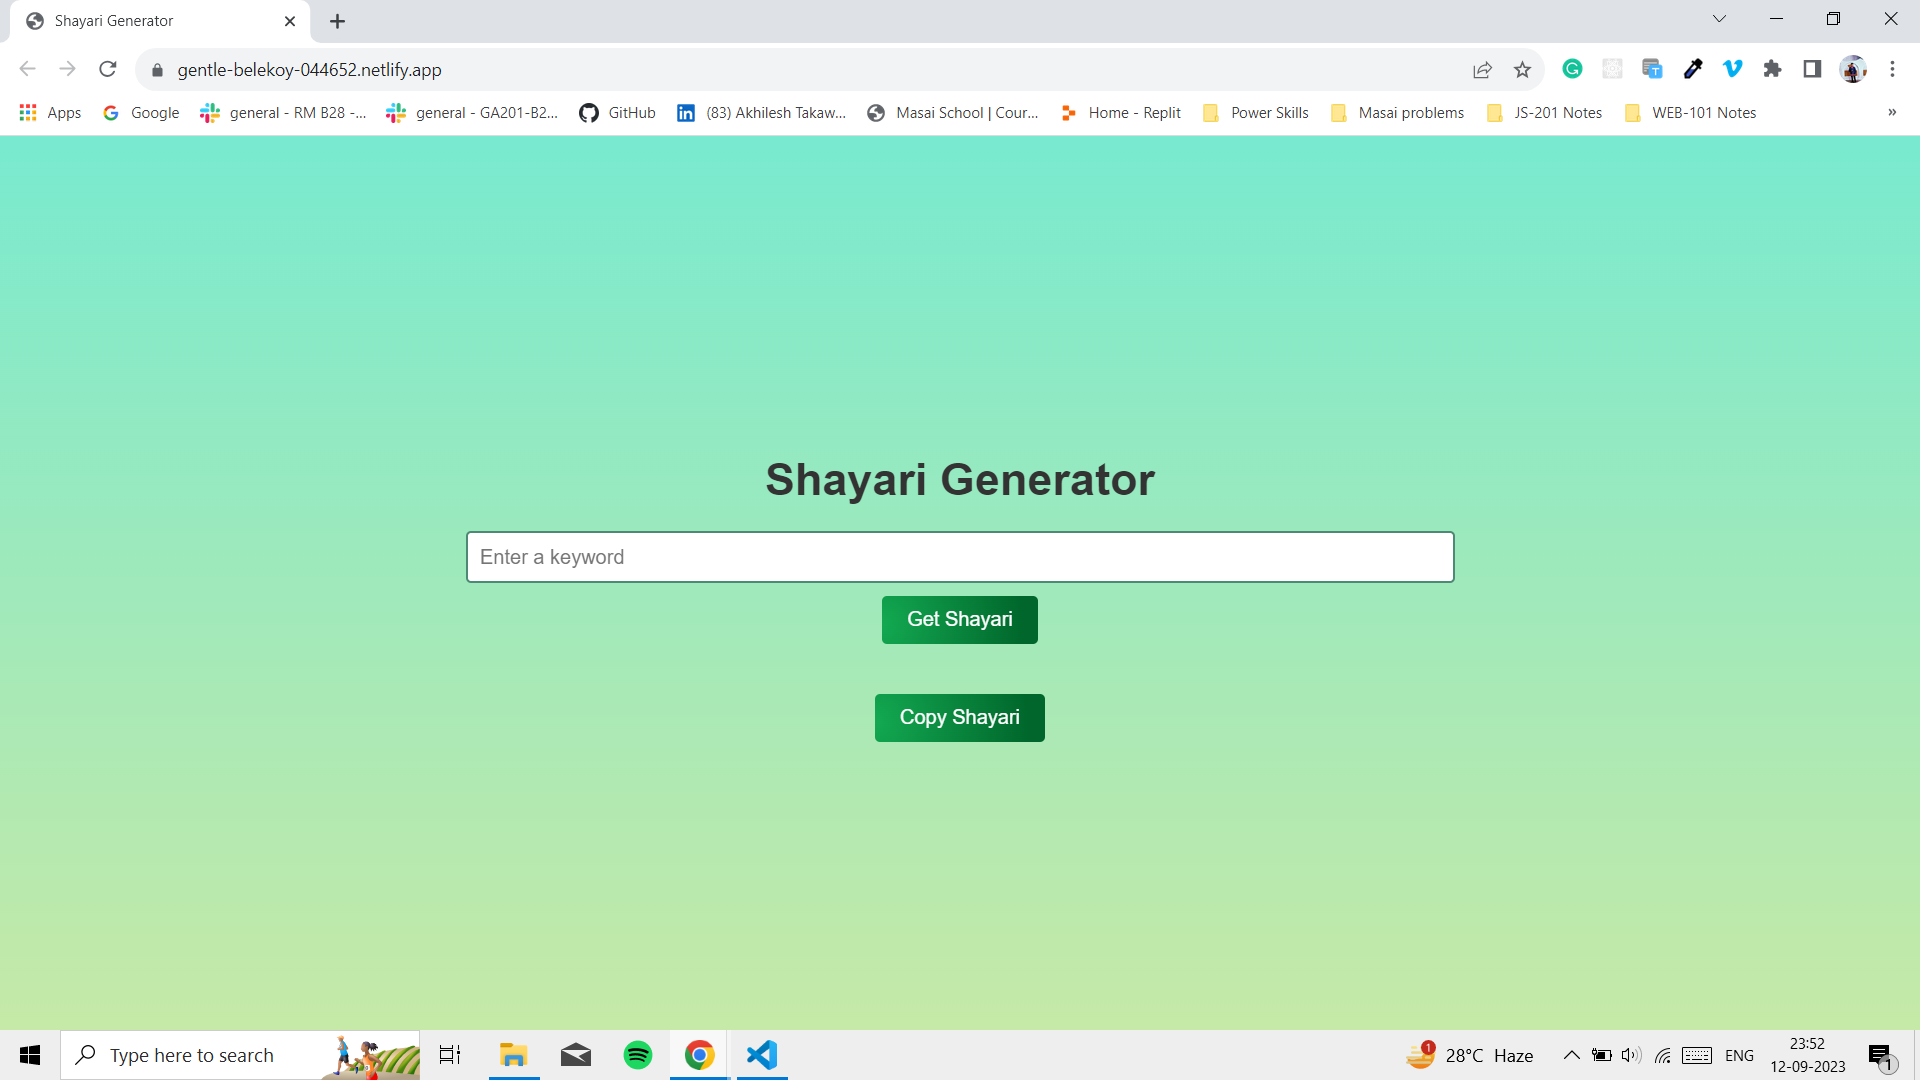 Shayari Generator
gentle-belekoy-044652.netlify.app
Apps Google general - RM B28 -... general - GA201-B2... GitHub (83) Akhilesh Takaw... Masai School | Cour... Home - Replit Power Skills Masai problems JS-201 Notes WEB-101 Notes »
Shayari Generator
Enter a keyword
Get Shayari
Copy Shayari
Type here to search
1
28°C Haze
ENG
23:52
12-09-2023
1